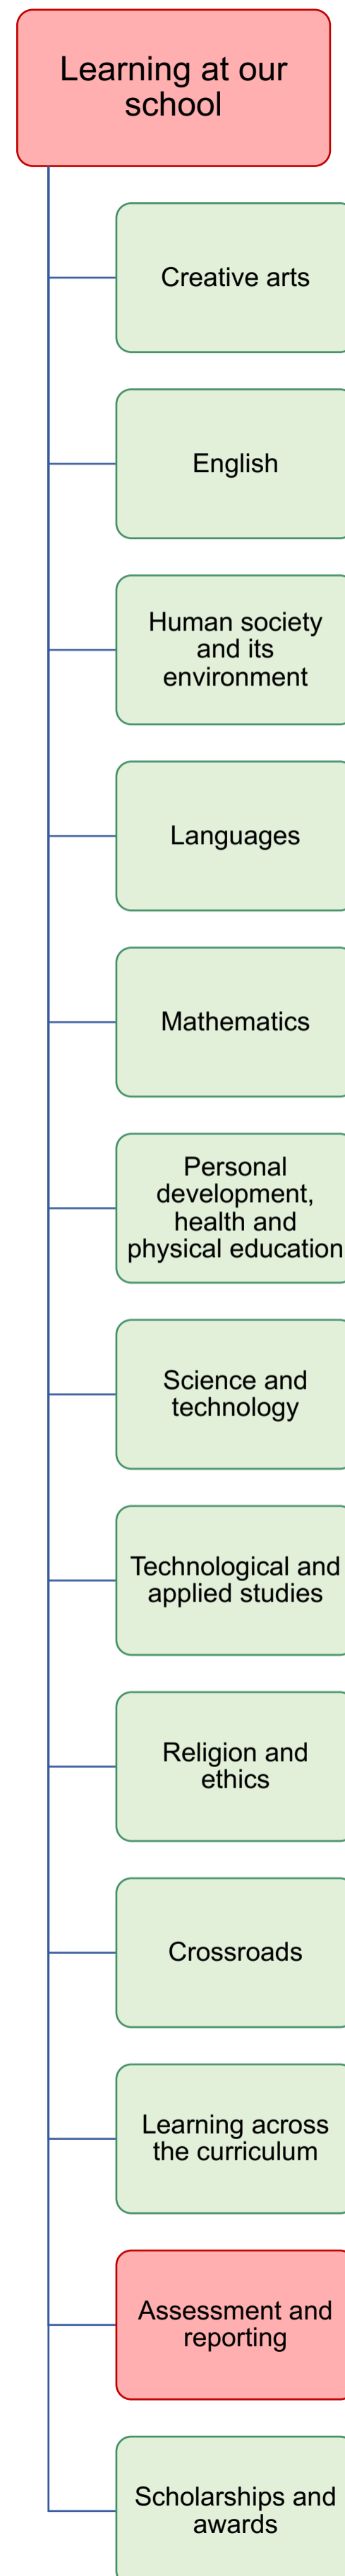 Learning at our
school
Creative arts
English
Human society
and its
environment
Languages
Mathematics
Personal
development,
health and
physical education
Science and
technology
Technological and
applied studies
Religion and
ethics
Crossroads
Learning across
the curriculum
Assessment and
reporting
Scholarships and
awards